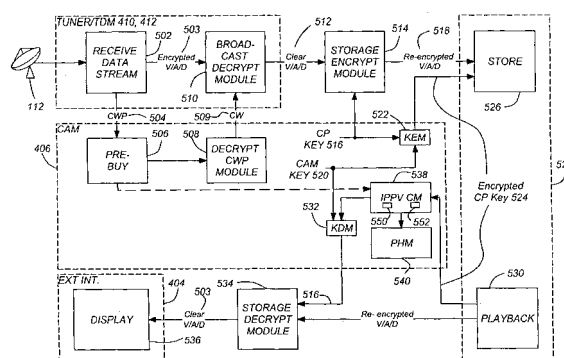 TUNER/TDM 410, 412
RECEIVE
DATA
STREAM
502
503
Encrypted
V/A/D
BROAD-
CAST
DECRYPT
MODULE
510
512
Clear
V/A/D
514
STORAGE
ENCRYPT
MODULE
518
Re-encrypted
V/A/D
STORE
526
112
CWP
504
509
CW
CAM
406
506
PRE-
BUY
508
DECRYPT
CWP
MODULE
CP
KEY 516
522
KEM
CAM
KEY 520
538
IPPV CM
550
552
532
KDM
PHM
540
Encrypted
CP Key 524
EXT INT.
404
503
DISPLAY
536
Clear
V/A/D
534
STORAGE
DECRYPT
MODULE
516
Re- encrypted
V/A/D
530
PLAYBACK